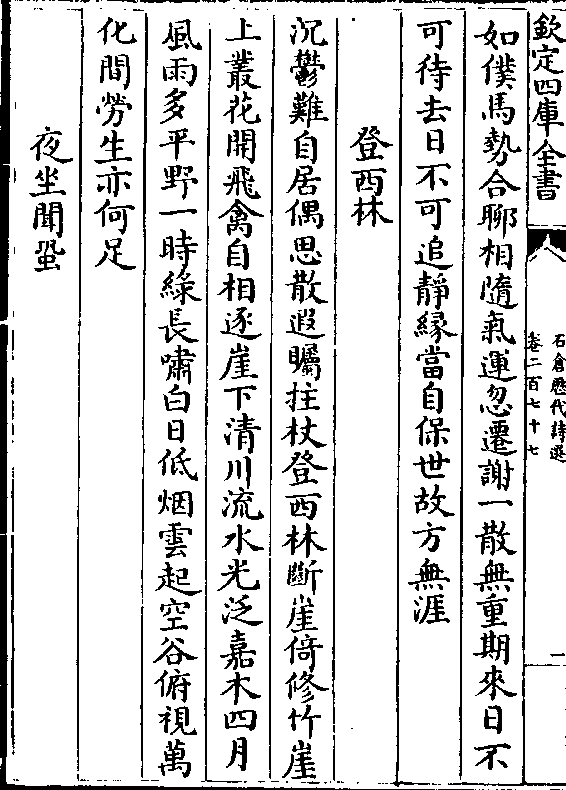 欽定四庫全書
石倉歷代詩選
卷二百七十七
一
如僕馬勢合聊相隨氣運忽遷謝一散無重期來日不
可待去日不可追靜緣當自保世故方無涯
登西林
沉鬱難自居偶思散遐矚拄杖登西林斷崖倚修竹崖
上叢花開飛禽自相逐崖下清川流水光泛嘉木四月
風雨多平野一時綠長嘯白日低烟雲起空谷俯視萬
化間勞生亦何足
夜坐聞蛩